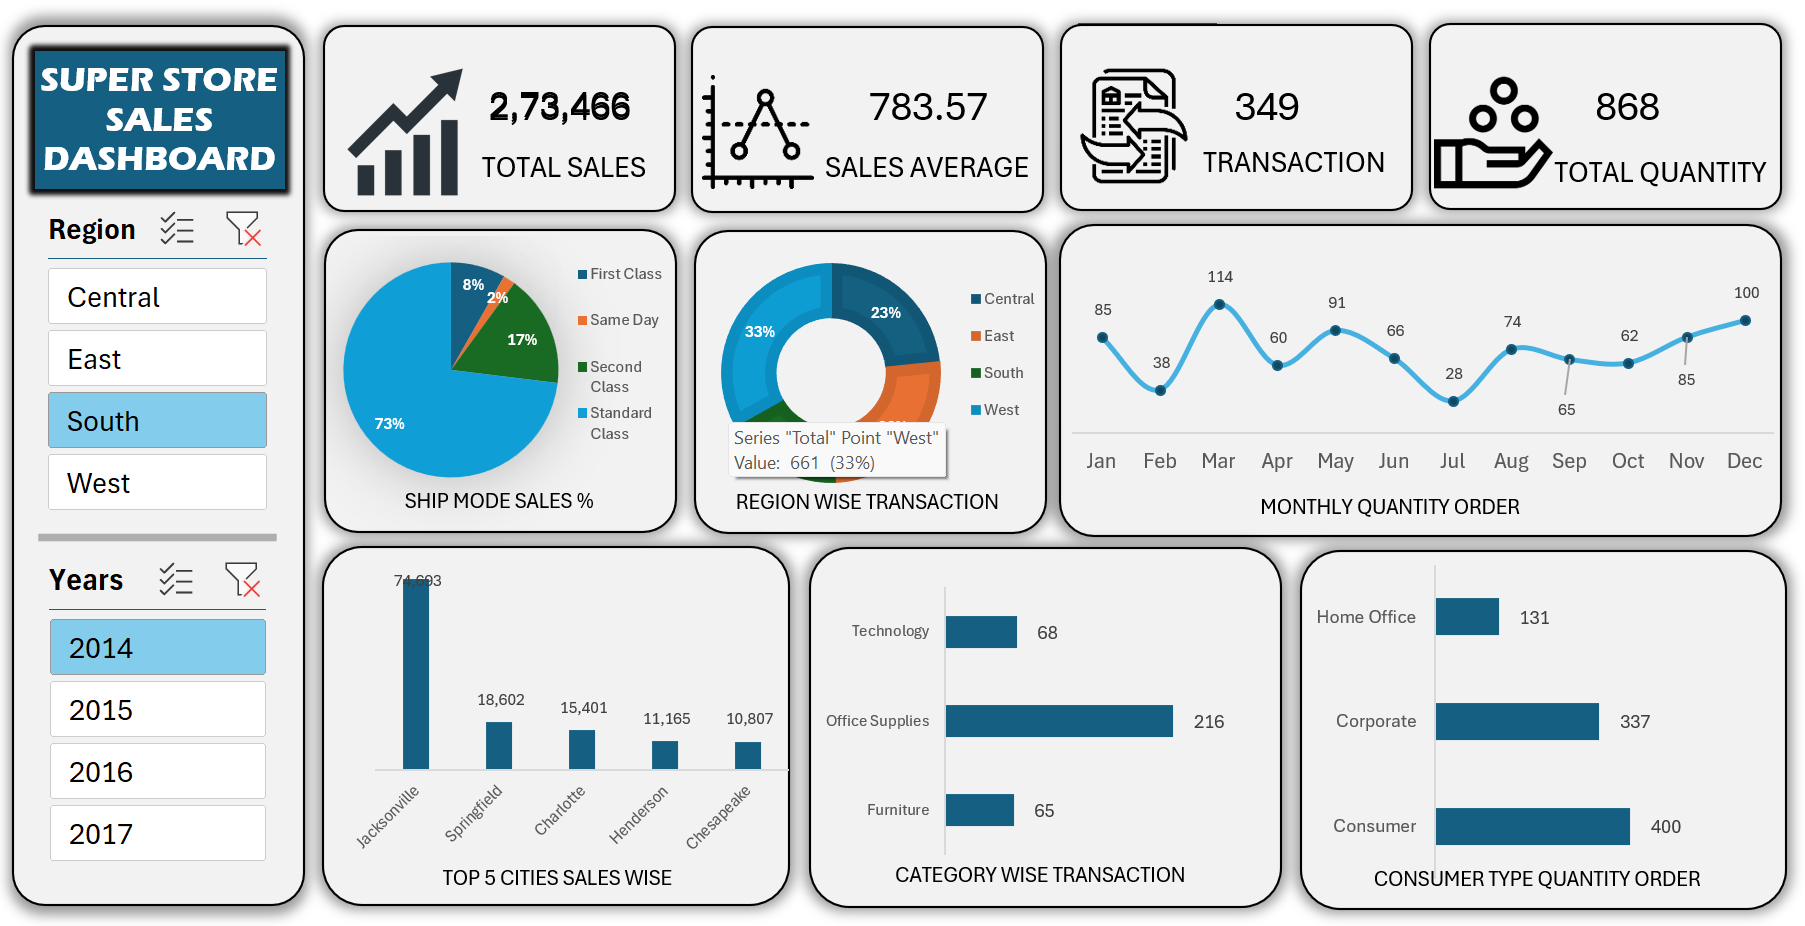 SUPER STORE
SALES
DASHBOARD
Region
Central
East
South
West
Years
2014
2015
2016
2017
2,73,466
TOTAL SALES
783.57
SALES AVERAGE
349
TRANSACTION
868
TOTAL QUANTITY
8%
2%
17%
73%
First Class
Same Day
Second
Class
Standard
Class
SHIP MODE SALES %
23%
33%
Central
East
South
West
Series "Total" Point "West"
Value: 661 (33%)
REGION WISE TRANSACTION
85
38
114
60
91
66
28
74
65
62
85
100
Jan Feb Mar Apr May Jun Jul Aug Sep Oct Nov Dec
MONTHLY QUANTITY ORDER
74,693
18,602
15,401
11,165
10,807
Jacksonville
Springfield
Charlotte
Henderson
Chesapeake
TOP 5 CITIES SALES WISE
Technology 68
Office Supplies 216
Furniture 65
CATEGORY WISE TRANSACTION
Home Office 131
Corporate 337
Consumer 400
CONSUMER TYPE QUANTITY ORDER